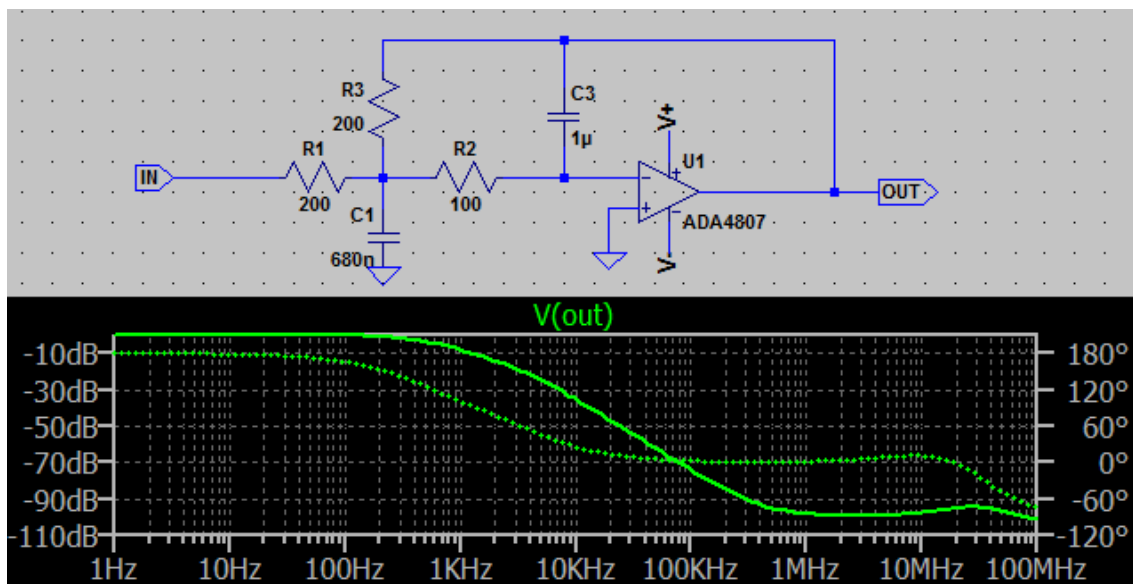 R3
200
C3
1µ
V+
IN
R1
200
R2
100
U1
OUT
C1
680n
ADA4807
V-
V(out)
-10dB
-30dB
-50dB
-70dB
-90dB
-110dB
180°
120°
60°
0°
-60°
-120°
1Hz 10Hz 100Hz 1KHz 10KHz 100KHz 1MHz 10MHz 100MHz